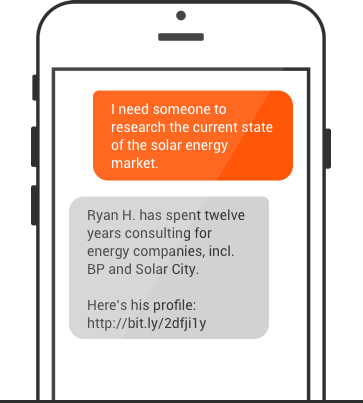 I need someone to
research the current state
of the solar energy
market.
Ryan H. has spent twelve
years consulting for
energy companies, incl.
BP and Solar City.
Here's his profile:
http://bit.ly/2dfji1y